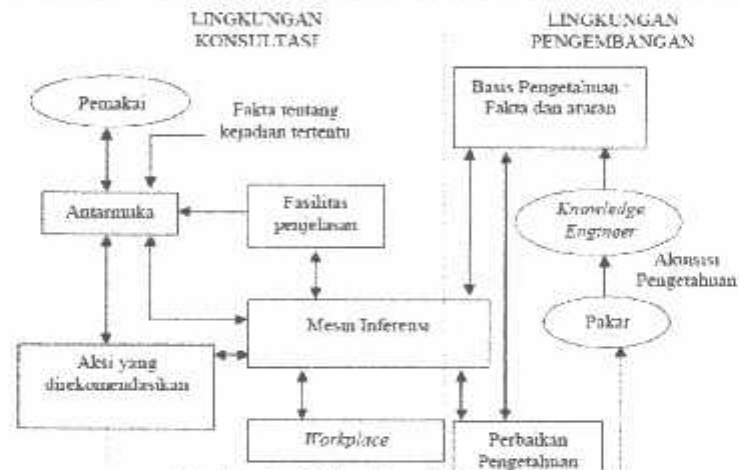 LINGKUNGAN
KONSULTASI
LINGKUNGAN
PENGEMBANGAN
Pemakai
Fakta tentang
kejadian tertentu
Basis Pengetahuan :
Fakta dan aturan
Antarmuka
Fasilitas
penjelasan
Knowledge
Engineer
Akuisisi
Pengetahuan
Mesin Inferensi
Pakar
Aksi yang
direkomendasikan
Workplace
Perbaikan
Pengetahuan